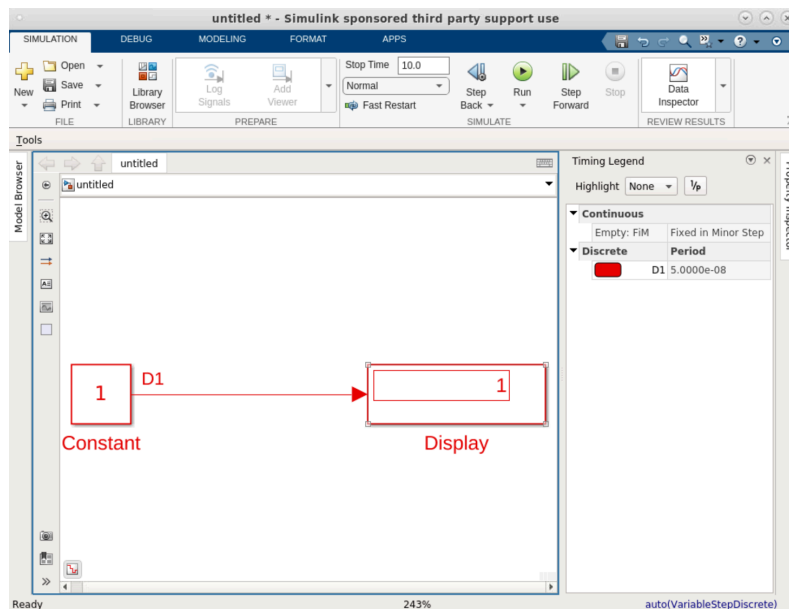 untitled * - Simulink sponsored third party support use
SIMULATION DEBUG MODELING FORMAT APPS
New
Open
Save
Print
FILE
Library Browser
LIBRARY
Log Signals
Add Viewer
PREPARE
Stop Time 10.0
Normal
Fast Restart
Step Back
Run
Step Forward
Stop
SIMULATE
Data Inspector
REVIEW RESULTS
Tools
Model Browser
untitled
untitled
1
D1
Constant
1
Display
Timing Legend
Highlight None 1/P
Continuous
Empty: FiM Fixed in Minor Step
Discrete Period
D1 5.0000e-08
Ready 243% auto(VariableStepDiscrete)